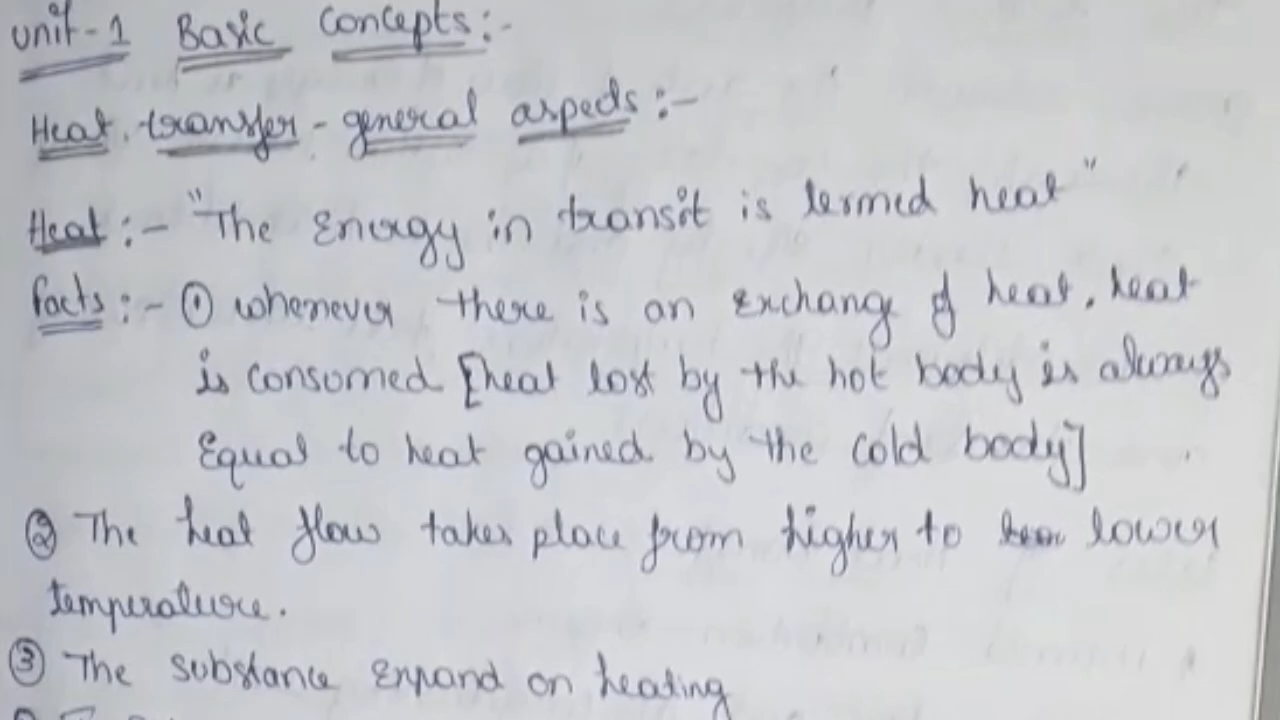 Unit-1 Basic Concepts:-
Heat transfer - general aspects:-
Heat:- "The Energy in transit is termed heat"
facts:- ① whenever there is an Exchang of heat, heat
is consomed [heat lost by the hot body is always
Equal to heat gained by the cold body]
② The heat flow takes place from higher to lower
temperature.
③ The substance Expand on heating